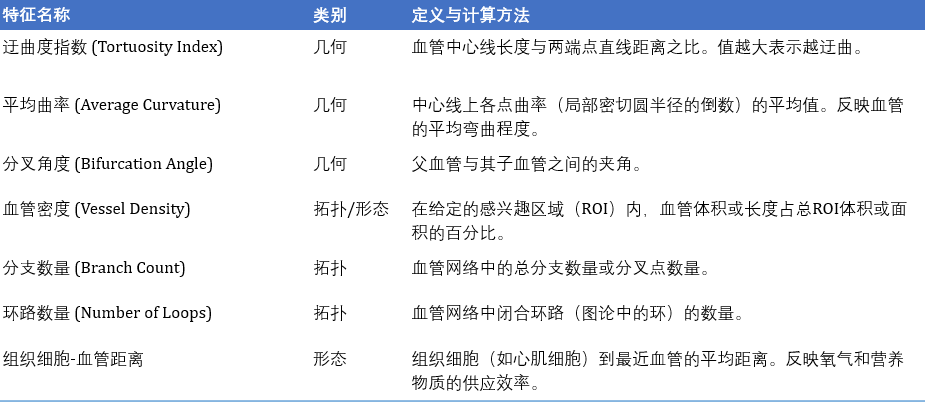 特征名称 类别 定义与计算方法
迂曲度指数 (Tortuosity Index) 几何 血管中心线长度与两端点直线距离之比。值越大表示越迂曲。
平均曲率 (Average Curvature) 几何 中心线上各点曲率（局部密切圆半径的倒数）的平均值。反映血管
的平均弯曲程度。
分叉角度 (Bifurcation Angle) 几何 父血管与其子血管之间的夹角。
血管密度 (Vessel Density) 拓扑/形态 在给定的感兴趣区域（ROI）内，血管体积或长度占总ROI体积或面
积的百分比。
分支数量 (Branch Count) 拓扑 血管网络中的总分支数量或分叉点数量。
环路数量 (Number of Loops) 拓扑 血管网络中闭合环路（图论中的环）的数量。
组织细胞-血管距离 形态 组织细胞（如心肌细胞）到最近血管的平均距离。反映氧气和营养
物质的供应效率。